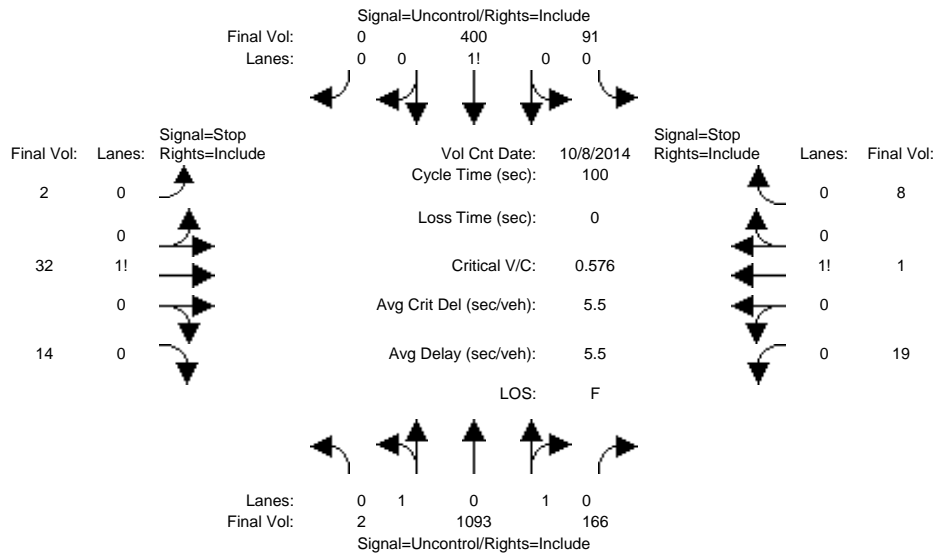 Signal=Uncontrol/Rights=Include
Final Vol: 0 400 91
Lanes: 0 0 1! 0 0
Signal=Stop
Final Vol: Lanes: Rights=Include
Vol Cnt Date: 10/8/2014
Signal=Stop
Rights=Include Lanes: Final Vol:
Cycle Time (sec): 100
2 0
0 8
Loss Time (sec): 0
0
0
32 1!
Critical V/C: 0.576
1! 1
0
Avg Crit Del (sec/veh): 5.5
0
14 0
Avg Delay (sec/veh): 5.5
0 19
LOS: F
Lanes: 0 1 0 1 0
Final Vol: 2 1093 166
Signal=Uncontrol/Rights=Include